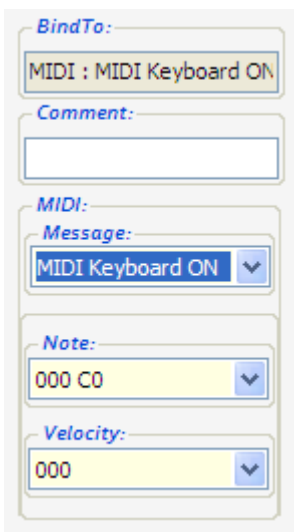 BindTo:
MIDI : MIDI Keyboard ON
Comment:
MIDI:
Message:
MIDI Keyboard ON
Note:
000 C0
Velocity:
000